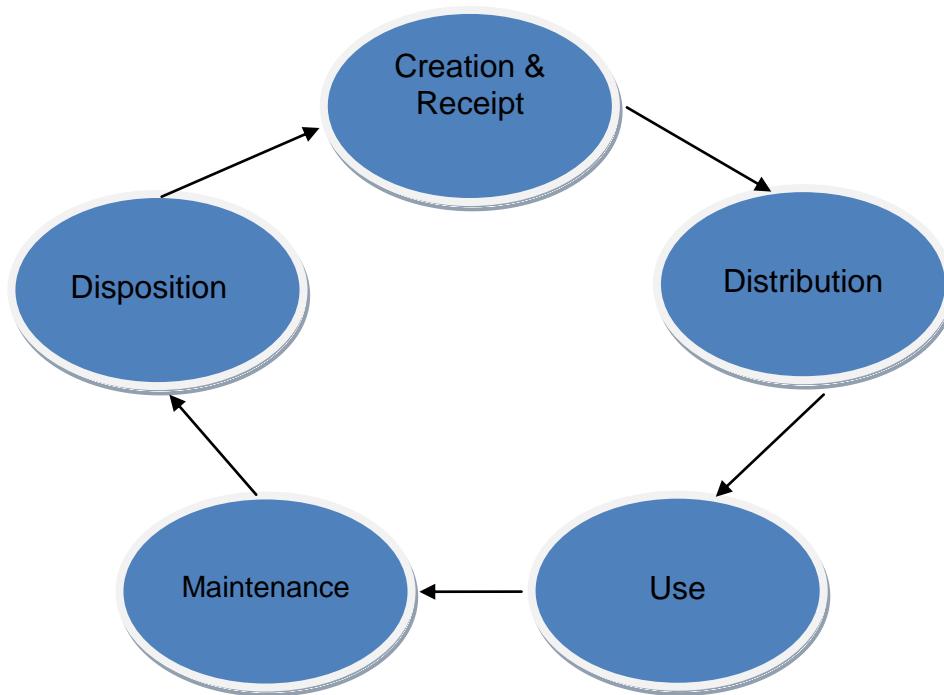 Creation &
Receipt
Distribution
Use
Maintenance
Disposition